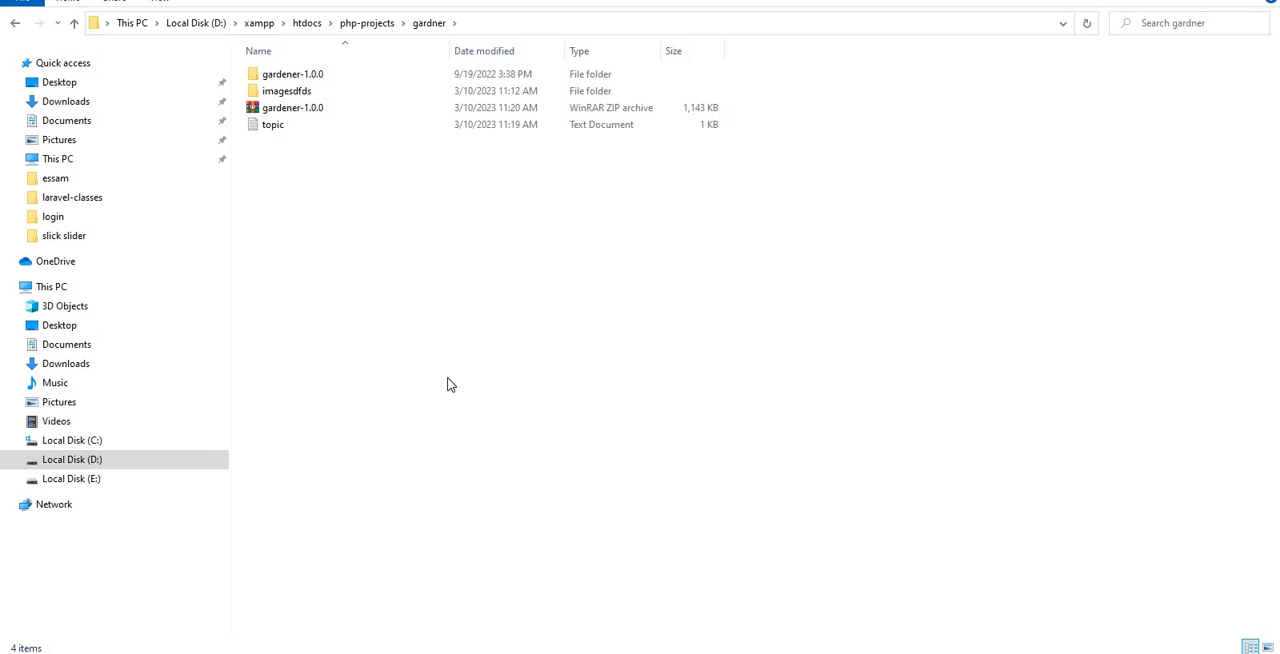 This PC > Local Disk (D:) > xampp > htdocs > php-projects > gardner >
Search gardner
Name Date modified Type Size
gardener-1.0.0 9/19/2022 3:38 PM File folder
imagesdfds 3/10/2023 11:12 AM File folder
gardener-1.0.0 3/10/2023 11:20 AM WinRAR ZIP archive 1,143 KB
topic 3/10/2023 11:19 AM Text Document 1 KB
Quick access
Desktop
Downloads
Documents
Pictures
This PC
essam
laravel-classes
login
slick slider
OneDrive
This PC
3D Objects
Desktop
Documents
Downloads
Music
Pictures
Videos
Local Disk (C:)
Local Disk (D:)
Local Disk (E:)
Network
4 items